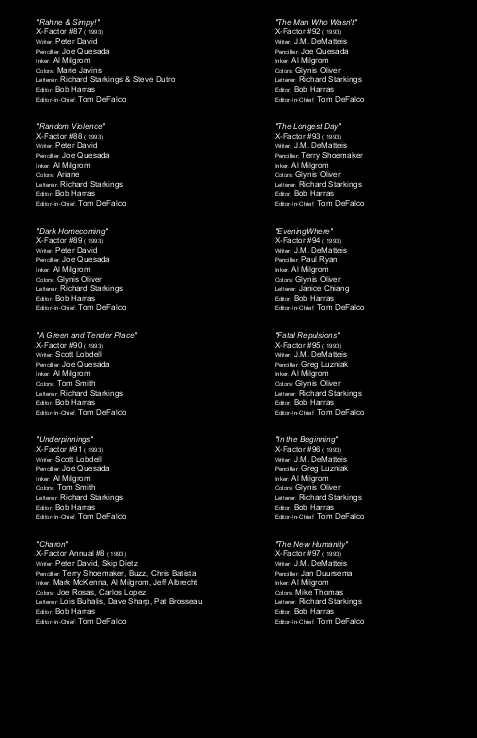 "Rahne & Simpy!"
X-Factor #87 ( 1993)
Writer: Peter David
Penciller: Joe Quesada
Inker: Al Milgrom
Colors: Marie Javins
Letterer: Richard Starkings & Steve Dutro
Editor: Bob Harras
Editor-In-Chief: Tom DeFalco

"Random Violence"
X-Factor #88 ( 1993)
Writer: Peter David
Penciller: Joe Quesada
Inker: Al Milgrom
Colors: Ariane
Letterer: Richard Starkings
Editor: Bob Harras
Editor-In-Chief: Tom DeFalco

"Dark Homecoming"
X-Factor #89 ( 1993)
Writer: Peter David
Penciller: Joe Quesada
Inker: Al Milgrom
Colors: Glynis Oliver
Letterer: Richard Starkings
Editor: Bob Harras
Editor-In-Chief: Tom DeFalco

"A Green and Tender Place"
X-Factor #90 ( 1993)
Writer: Scott Lobdell
Penciller: Joe Quesada
Inker: Al Milgrom
Colors: Tom Smith
Letterer: Richard Starkings
Editor: Bob Harras
Editor-In-Chief: Tom DeFalco

"Underpinnings"
X-Factor #91 ( 1993)
Writer: Scott Lobdell
Penciller: Joe Quesada
Inker: Al Milgrom
Colors: Tom Smith
Letterer: Richard Starkings
Editor: Bob Harras
Editor-In-Chief: Tom DeFalco

"Charon"
X-Factor Annual #8 ( 1993)
Writer: Peter David, Skip Dietz
Penciller: Terry Shoemaker, Buzz, Chris Batista
Inker: Mark McKenna, Al Milgrom, Jeff Albrecht
Colors: Joe Rosas, Carlos Lopez
Letterer: Lois Buhalis, Dave Sharp, Pat Brosseau
Editor: Bob Harras
Editor-In-Chief: Tom DeFalco

"The Man Who Wasn't"
X-Factor #92 ( 1993)
Writer: J.M. DeMatteis
Penciller: Joe Quesada
Inker: Al Milgrom
Colors: Glynis Oliver
Letterer: Richard Starkings
Editor: Bob Harras
Editor-In-Chief: Tom DeFalco

"The Longest Day"
X-Factor #93 ( 1993)
Writer: J.M. DeMatteis
Penciller: Terry Shoemaker
Inker: Al Milgrom
Colors: Glynis Oliver
Letterer: Richard Starkings
Editor: Bob Harras
Editor-In-Chief: Tom DeFalco

"EveningWhere"
X-Factor #94 ( 1993)
Writer: J.M. DeMatteis
Penciller: Paul Ryan
Inker: Al Milgrom
Colors: Glynis Oliver
Letterer: Janice Chiang
Editor: Bob Harras
Editor-In-Chief: Tom DeFalco

"Fatal Repulsions"
X-Factor #95 ( 1993)
Writer: J.M. DeMatteis
Penciller: Greg Luzniak
Inker: Al Milgrom
Colors: Glynis Oliver
Letterer: Richard Starkings
Editor: Bob Harras
Editor-In-Chief: Tom DeFalco

"In the Beginning"
X-Factor #96 ( 1993)
Writer: J.M. DeMatteis
Penciller: Greg Luzniak
Inker: Al Milgrom
Colors: Glynis Oliver
Letterer: Richard Starkings
Editor: Bob Harras
Editor-In-Chief: Tom DeFalco

"The New Humanity"
X-Factor #97 ( 1993)
Writer: J.M. DeMatteis
Penciller: Jan Duursema
Inker: Al Milgrom
Colors: Mike Thomas
Letterer: Richard Starkings
Editor: Bob Harras
Editor-In-Chief: Tom DeFalco